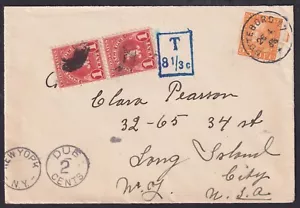 T
8 1/3 c
Clara Pearson
32-65 34 st
Long Island
City
N.Y. U.S.A
NEW YORK
N.Y.
DUE
2
CENTS